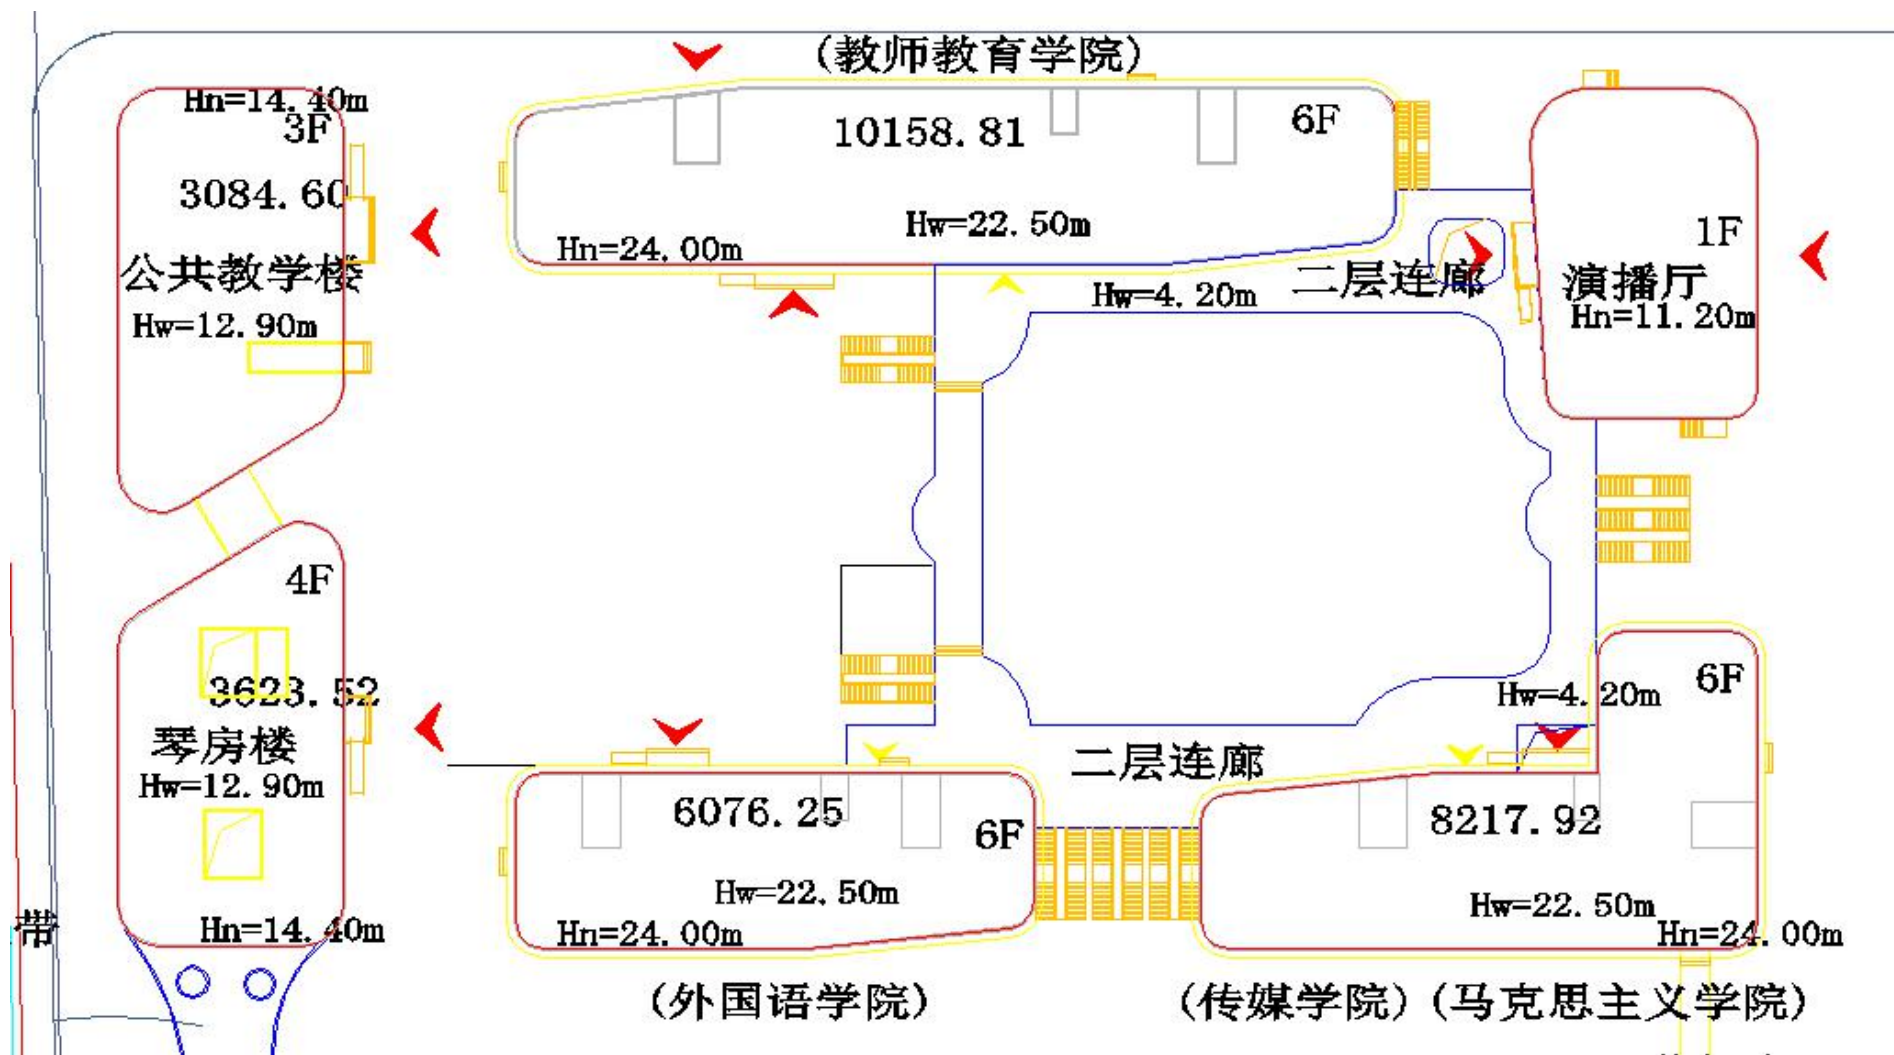 (教师教育学院)
Hn=14.40m
3F
3084.60
公共教学楼
Hw=12.90m
10158.81
6F
Hw=22.50m
Hn=24.00m
Hw=4.20m
二层连廊
1F
演播厅
Hn=11.20m
4F
3623.52
琴房楼
Hw=12.90m
Hn=14.40m
带
二层连廊
Hw=4.20m
6F
6076.25
6F
Hw=22.50m
Hn=24.00m
8217.92
Hw=22.50m
Hn=24.00m
(外国语学院)
(传媒学院)(马克思主义学院)